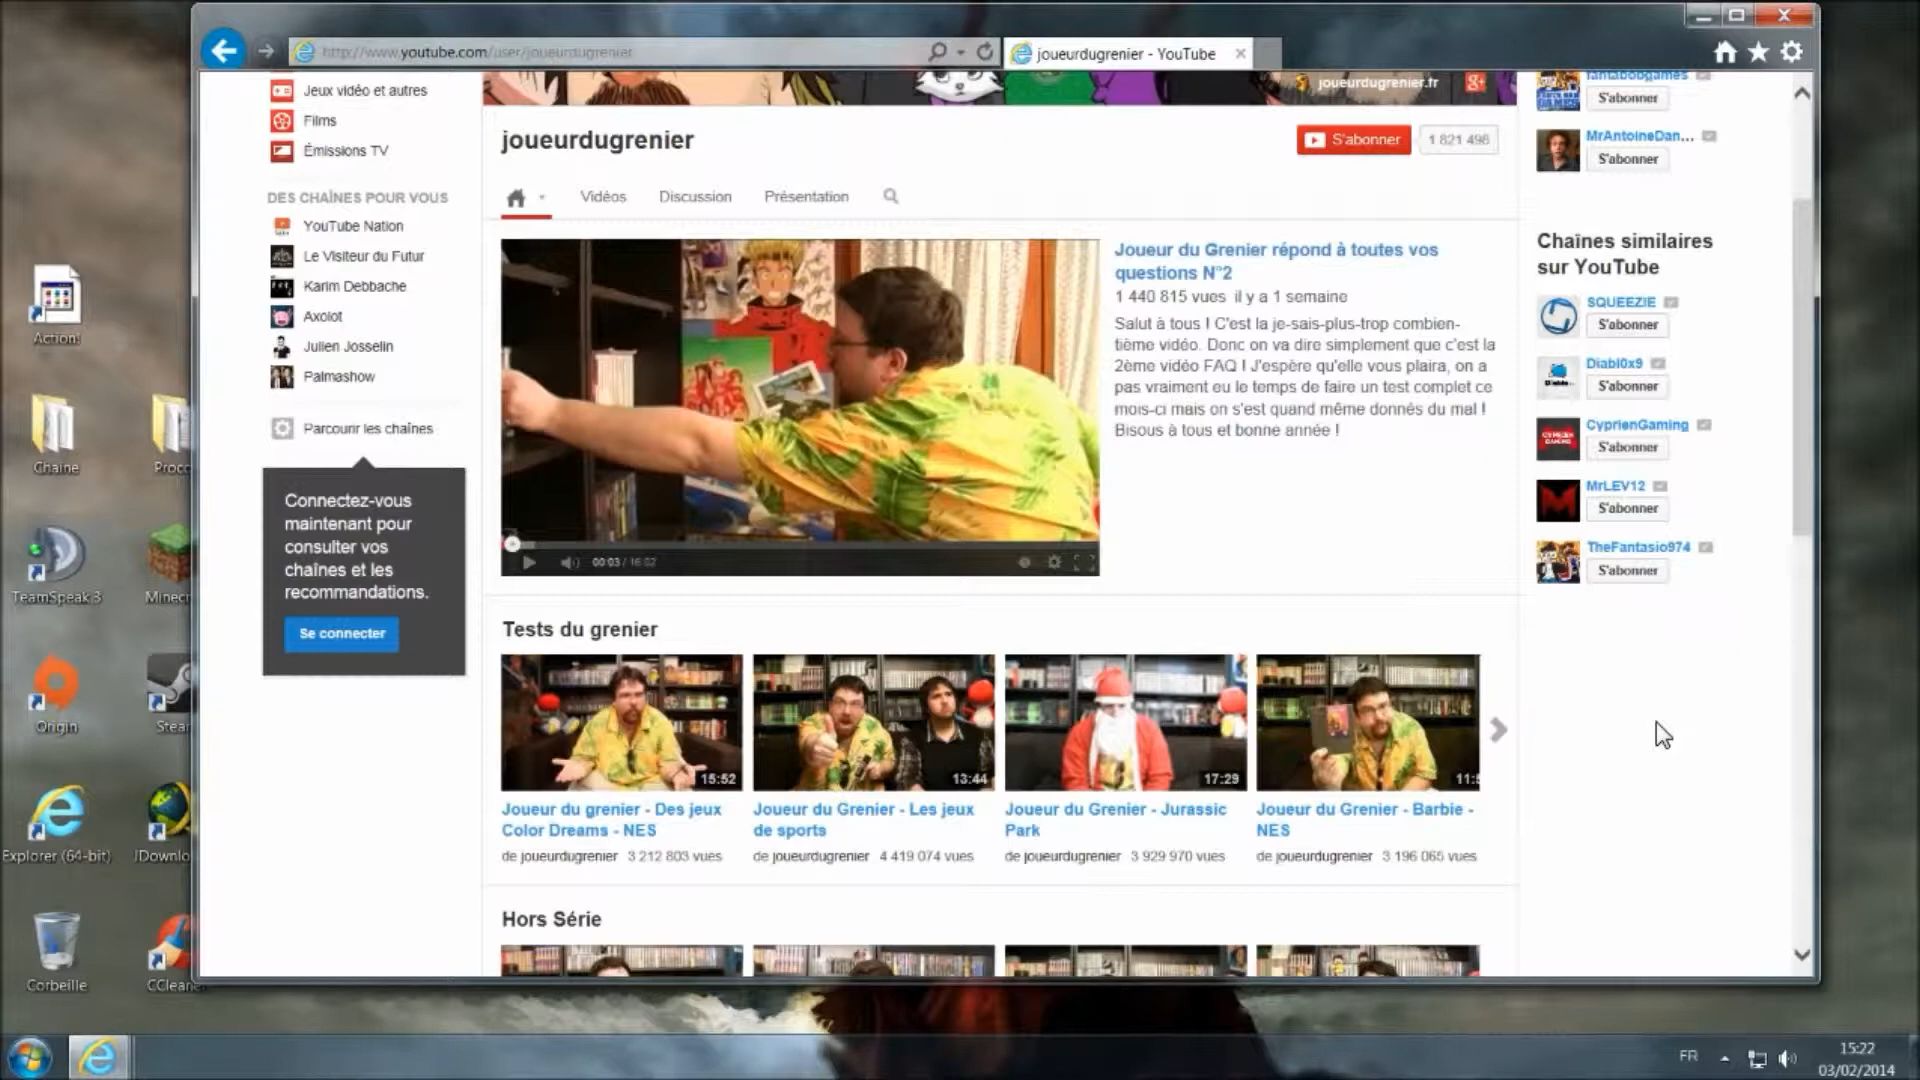 http://www.youtube.com/user/joueurdugrenier
joueurdugrenier - YouTube
Jeux vidéo et autres
Films
Émissions TV
DES CHAÎNES POUR VOUS
YouTube Nation
Le Visiteur du Futur
Karim Debbache
Axolot
Julien Josselin
Palmashow
Parcourir les chaînes
Connectez-vous
maintenant pour
consulter vos
chaînes et les
recommandations.
Se connecter
joueurdugrenier.fr
joueurdugrenier
S'abonner
1 821 498
Vidéos
Discussion
Présentation
Joueur du Grenier répond à toutes vos
questions N°2
1 440 815 vues il y a 1 semaine
Salut à tous ! C'est la je-sais-plus-trop combien-
tième vidéo. Donc on va dire simplement que c'est la
2ème vidéo FAQ ! J'espère qu'elle vous plaira, on a
pas vraiment eu le temps de faire un test complet ce
mois-ci mais on s'est quand même donnés du mal !
Bisous à tous et bonne année !
00:03 / 16:02
Tests du grenier
15:52
13:44
17:29
Joueur du grenier - Des jeux
Color Dreams - NES
de joueurdugrenier 3 212 803 vues
Joueur du Grenier - Les jeux
de sports
de joueurdugrenier 4 419 074 vues
Joueur du Grenier - Jurassic
Park
de joueurdugrenier 3 929 970 vues
Joueur du Grenier - Barbie -
NES
de joueurdugrenier 3 196 065 vues
Hors Série
fantabobgames
S'abonner
MrAntoineDan...
S'abonner
Chaînes similaires
sur YouTube
SQUEEZIE
S'abonner
Diabl0x9
S'abonner
CyprienGaming
S'abonner
MrLEV12
S'abonner
TheFantasio974
S'abonner
Action!
Chaine
TeamSpeak 3
Origin
Explorer (64-bit)
Corbeille
Minecr
Stea
JDownlo
CCleane
FR
15:22
03/02/2014